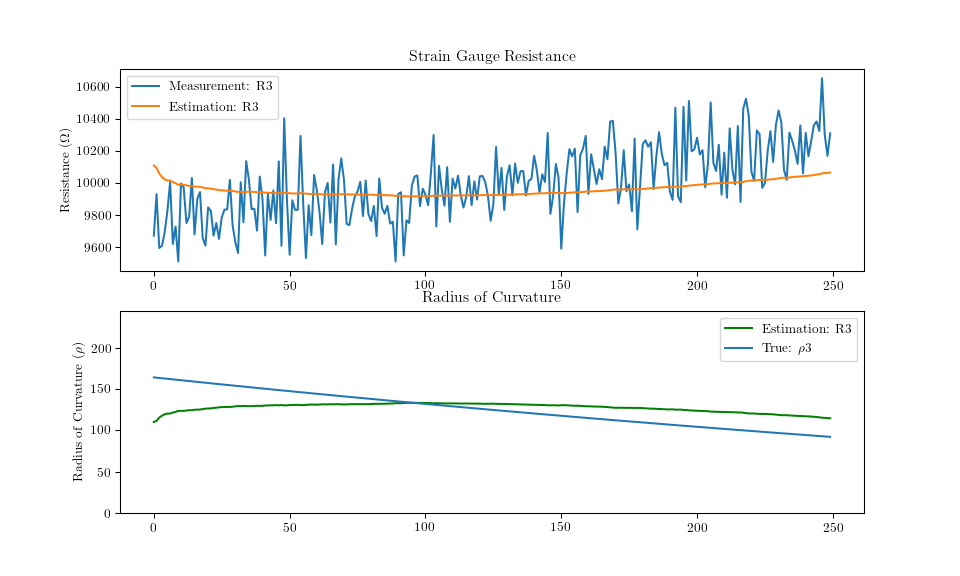 Strain Gauge Resistance
Resistance (Ω)
10600
10400
10200
10000
9800
9600
Measurement: R3
Estimation: R3
0 50 100 150 200 250
Radius of Curvature
Radius of Curvature (ρ)
200
150
100
50
0
Estimation: R3
True: ρ3
0 50 100 150 200 250